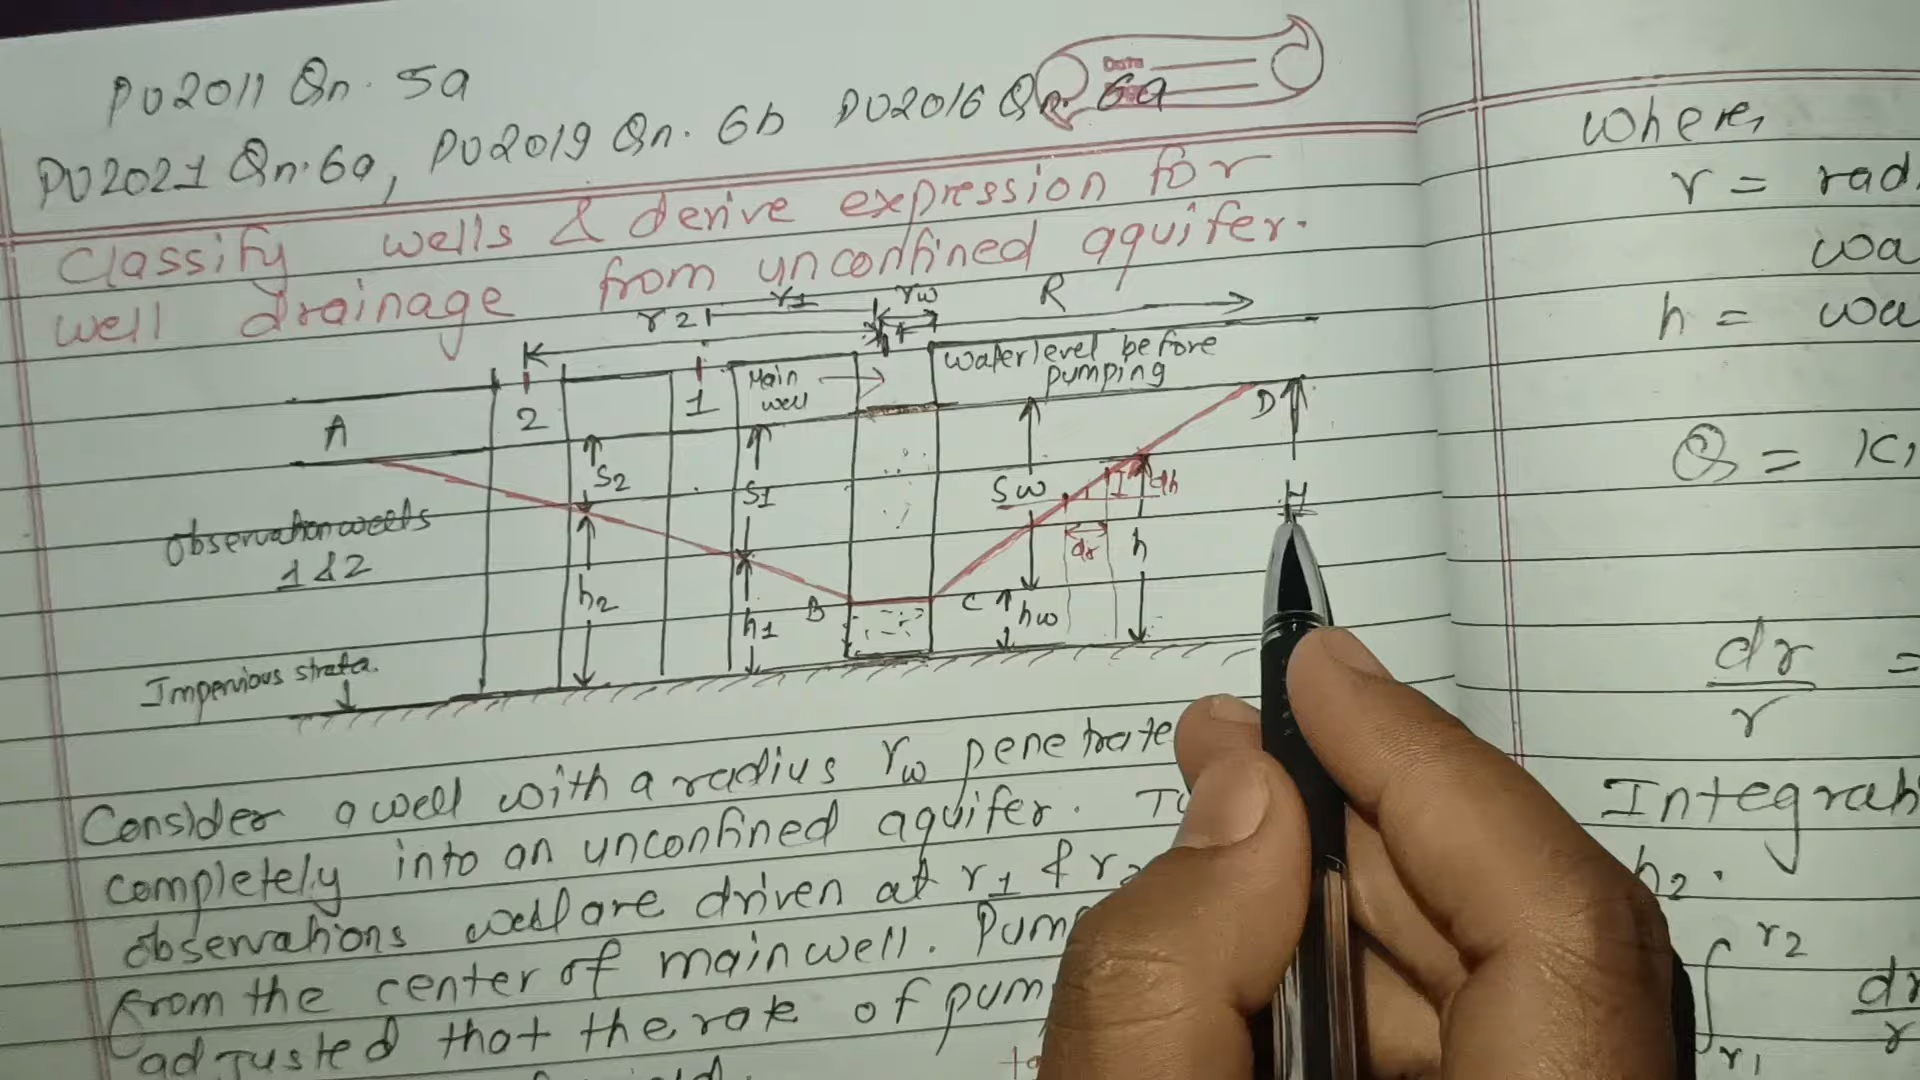 PU2011 Qn. 5a
PU2021 Qn. 6a, PU2019 Qn. 6b PU2016 Qn. 6a
Classify wells & derive expression for
well drainage from unconfined aquifer.
r2 r1 rw R
A 2 1 Main well Water level before pumping D
S2 S1 Sw dh
Observation wells
1 & 2
dr h H
h2 h1 B C hw
Impervious strata.
Consider a well with a radius rw penetrate
completely into an unconfined aquifer.
observations well are driven at r1 & r2
from the center of main well. Pum
adjusted that the rate of pum
where,
r = rad
wa
h = wa
Q = K
dr
r =
Integrat
h2.
∫ r2 r1 dr r